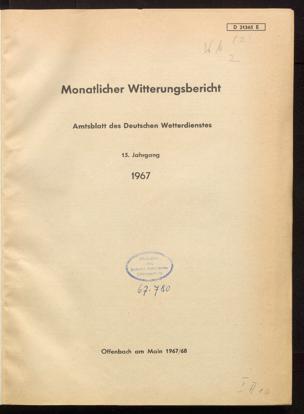 D 21365 E
Monatlicher Witterungsbericht
Amtsblatt des Deutschen Wetterdienstes
15. Jahrgang
1967
67.780
Offenbach am Main 1967/68